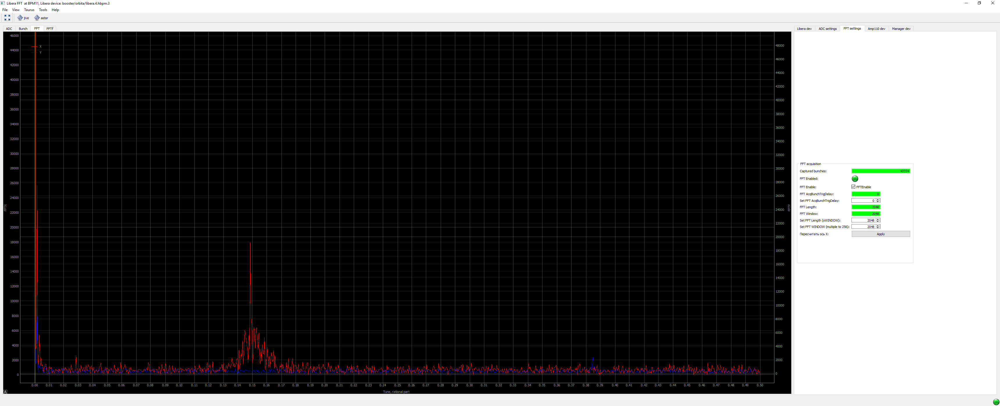 Libera FFT at BPM11, Libera device: booster/orbita/libera.4.hbpm.3
File View Taurus Tools Help
jive astor
ADC Bunch FFT FFTf
X
Y
46000
44000
42000
40000
38000
36000
34000
32000
30000
28000
26000
24000
22000
20000
18000
16000
14000
12000
10000
8000
6000
4000
2000
0
FFTX
48000
46000
44000
42000
40000
38000
36000
34000
32000
30000
28000
26000
24000
22000
20000
18000
16000
14000
12000
10000
8000
6000
4000
2000
0
FFTY
0.00 0.01 0.02 0.03 0.04 0.05 0.06 0.07 0.08 0.09 0.10 0.11 0.12 0.13 0.14 0.15 0.16 0.17 0.18 0.19 0.20 0.21 0.22 0.23 0.24 0.25 0.26 0.27 0.28 0.29 0.30 0.31 0.32 0.33 0.34 0.35 0.36 0.37 0.38 0.39 0.40 0.41 0.42 0.43 0.44 0.45 0.46 0.47 0.48 0.49 0.50
Tune, rational part
A
Libera dev ADC settings FFT settings Amp110 dev Manager dev
FFT acquisition
Captured bunches: 40054
FFT Enabled:
FFT Enable: FFTEnable
FFT AcqBunchTrigDelay: 0
Set FFT AcqBunchTrigDelay: 0
FFT Length: 2048
FFT Window: 2048
Set FFT Length (xWINDOW): 2048
Set FFT WINDOW (multiple to 256): 2048
Пересчитать ось X: Apply